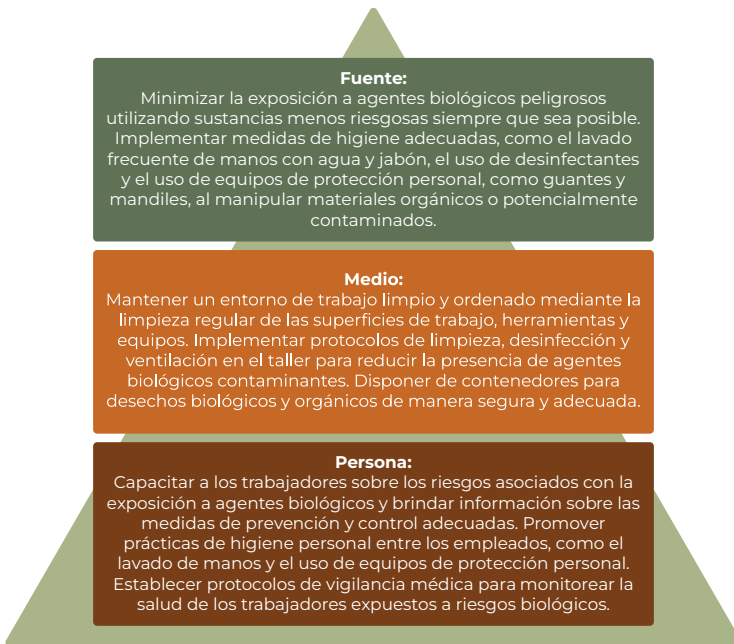 Fuente:
Minimizar la exposición a agentes biológicos peligrosos
utilizando sustancias menos riesgosas siempre que sea posible.
Implementar medidas de higiene adecuadas, como el lavado
frecuente de manos con agua y jabón, el uso de desinfectantes
y el uso de equipos de protección personal, como guantes y
mandiles, al manipular materiales orgánicos o potencialmente
contaminados.
Medio:
Mantener un entorno de trabajo limpio y ordenado mediante la
limpieza regular de las superficies de trabajo, herramientas y
equipos. Implementar protocolos de limpieza, desinfección y
ventilación en el taller para reducir la presencia de agentes
biológicos contaminantes. Disponer de contenedores para
desechos biológicos y orgánicos de manera segura y adecuada.
Persona:
Capacitar a los trabajadores sobre los riesgos asociados con la
exposición a agentes biológicos y brindar información sobre las
medidas de prevención y control adecuadas. Promover
prácticas de higiene personal entre los empleados, como el
lavado de manos y el uso de equipos de protección personal.
Establecer protocolos de vigilancia médica para monitorear la
salud de los trabajadores expuestos a riesgos biológicos.